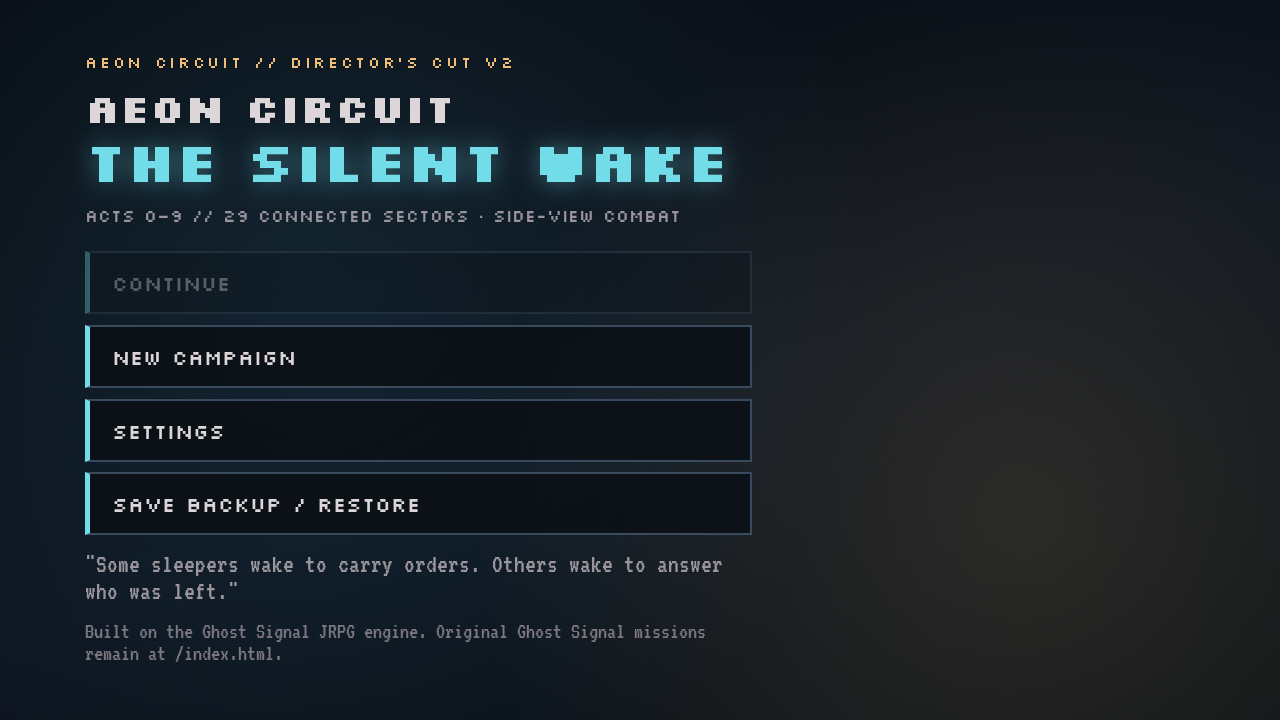 AEON CIRCUIT // DIRECTOR'S CUT V2
AEON CIRCUIT
THE SILENT WAKE
ACTS 0-9 // 29 CONNECTED SECTORS · SIDE-VIEW COMBAT
CONTINUE
NEW CAMPAIGN
SETTINGS
SAVE BACKUP / RESTORE
"Some sleepers wake to carry orders. Others wake to answer
who was left."
Built on the Ghost Signal JRPG engine. Original Ghost Signal missions
remain at /index.html.